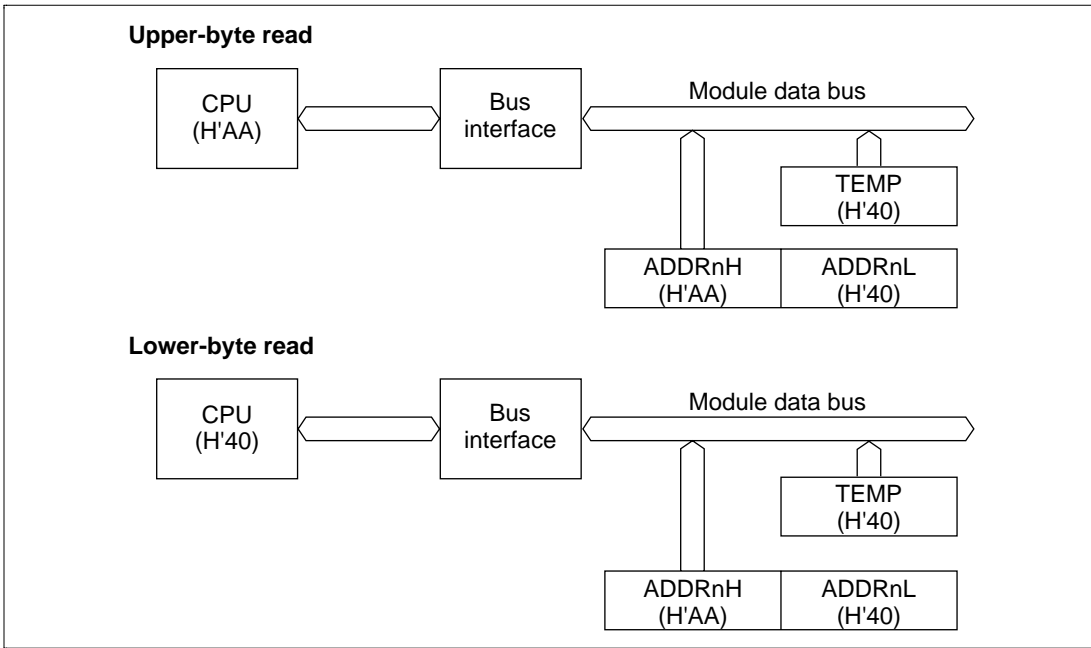 Upper-byte read
CPU
(H'AA)
Bus
interface
Module data bus
TEMP
(H'40)
ADDRnH
(H'AA)
ADDRnL
(H'40)
Lower-byte read
CPU
(H'40)
Bus
interface
Module data bus
TEMP
(H'40)
ADDRnH
(H'AA)
ADDRnL
(H'40)